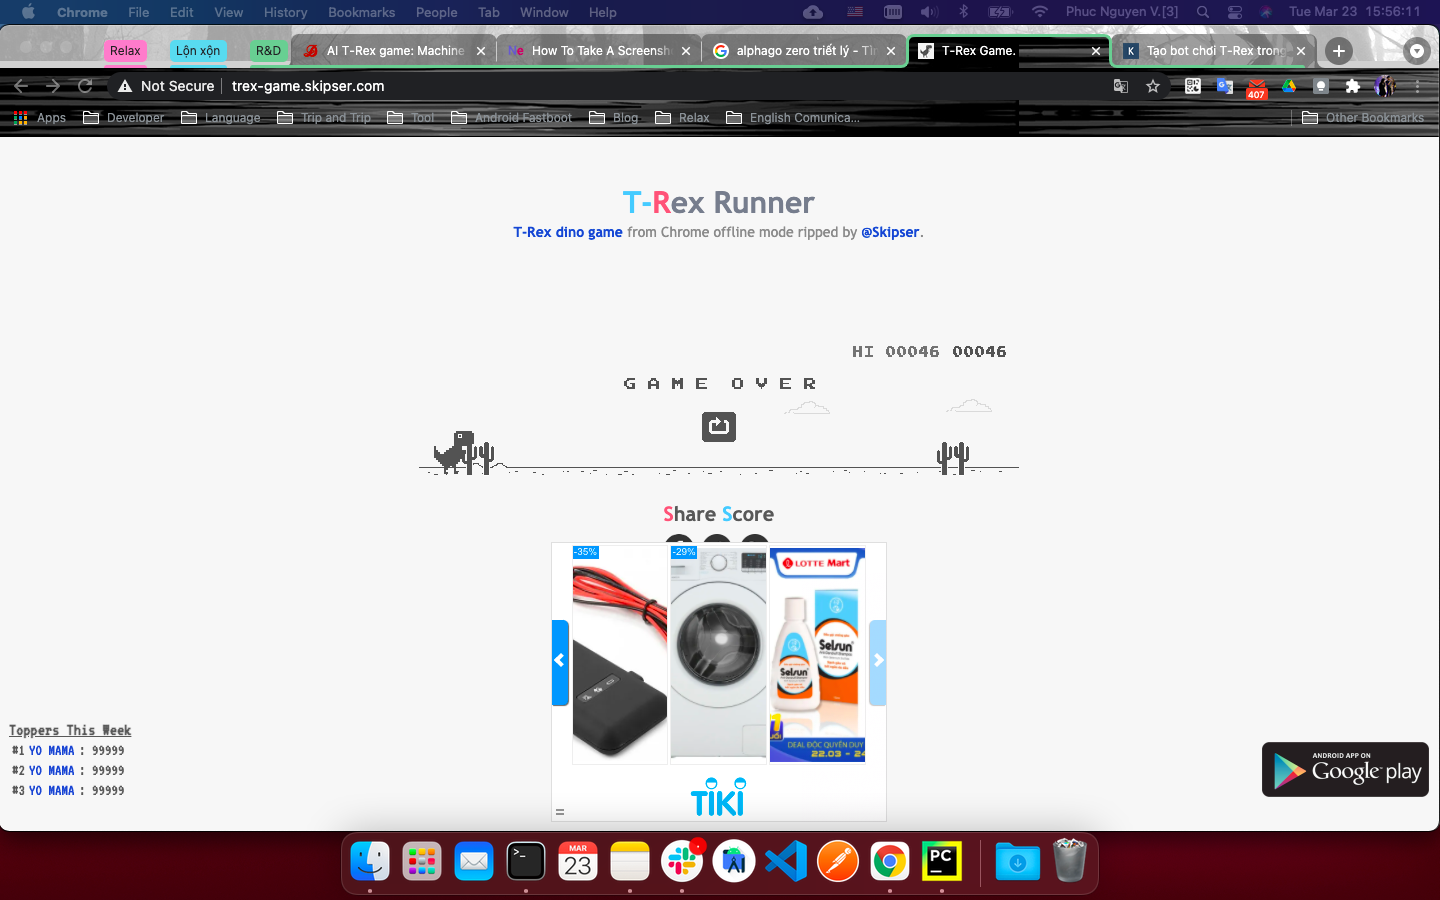 Chrome File Edit View History Bookmarks People Tab Window Help Phuc Nguyen V.[3] Tue Mar 23 15:56:11
Relax Lộn xộn R&D AI T-Rex game: Machine Ne How To Take A Screensh alphago zero triết lý - Tìr T-Rex Game. K Tạo bot chơi T-Rex trong
Not Secure trex-game.skipser.com 407
Apps Developer Language Trip and Trip Tool Android Fastboot Blog Relax English Comunica... Other Bookmarks
T-Rex Runner
T-Rex dino game from Chrome offline mode ripped by @Skipser.
HI 00046 00046
GAME OVER
Share Score
-35% -29% LOTTE Mart
Selsun
Selsun
DEAL ĐỘC QUYỀN DUY
22.03 - 24
TIKI
Toppers This Week
#1 YO MAMA : 99999
#2 YO MAMA : 99999
#3 YO MAMA : 99999
ANDROID APP ON
Google play
MAR
23
PC